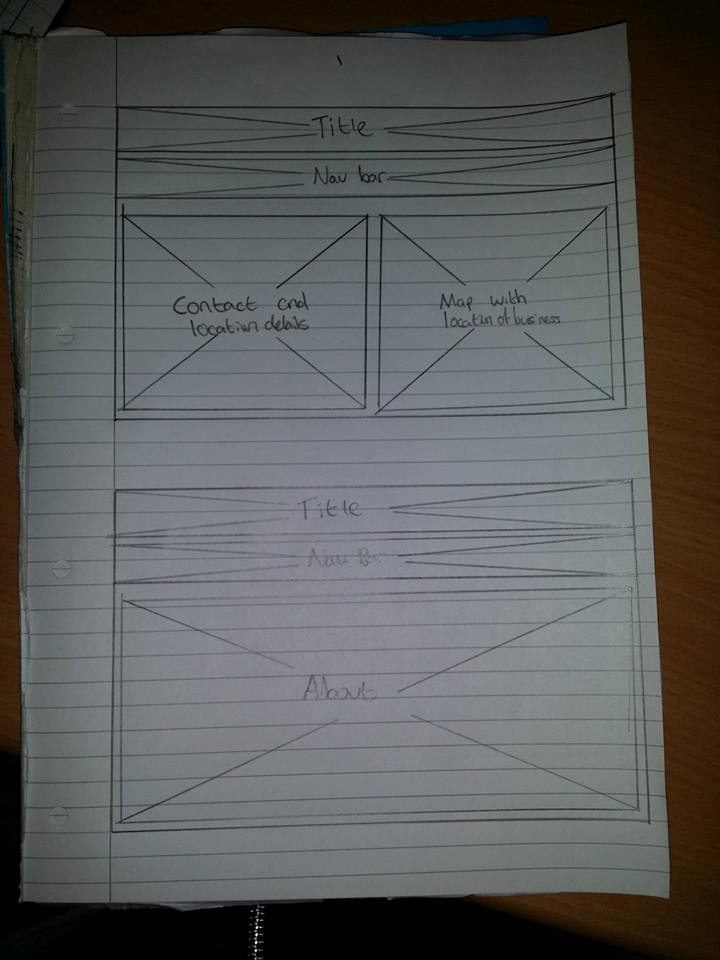 Title
Nav bar
Contact and
location details
Map with
location of business
Title
Nav Bar
About